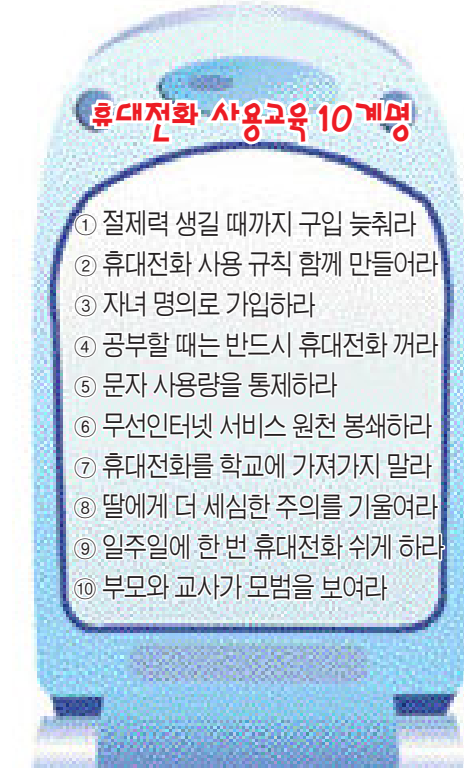 휴대전화 사용교육 10계명
① 절제력 생길 때까지 구입 늦춰라
② 휴대전화 사용 규칙 함께 만들어라
③ 자녀 명의로 가입하라
④ 공부할 때는 반드시 휴대전화 꺼라
⑤ 문자 사용량을 통제하라
⑥ 무선인터넷 서비스 원천 봉쇄하라
⑦ 휴대전화를 학교에 가져가지 말라
⑧ 딸에게 더 세심한 주의를 기울여라
⑨ 일주일에 한 번 휴대전화 쉬게 하라
⑩ 부모와 교사가 모범을 보여라